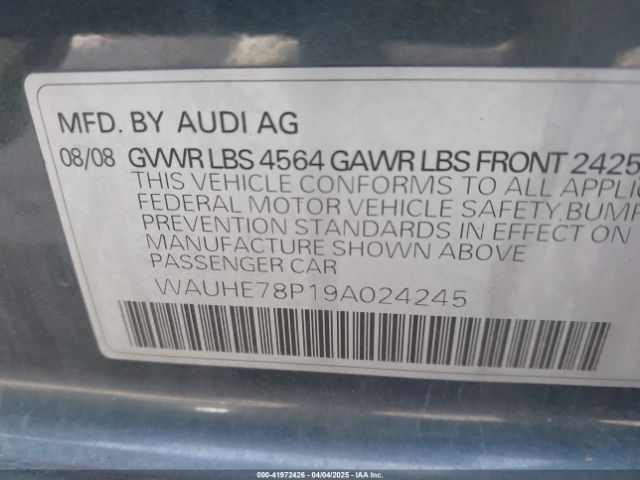 MFD. BY AUDI AG
08/08 GVWR LBS 4564 GAWR LBS FRONT 2425
THIS VEHICLE CONFORMS TO ALL APPLI
FEDERAL MOTOR VEHICLE SAFETY, BUMP
PREVENTION STANDARDS IN EFFECT ON
MANUFACTURE SHOWN ABOVE
PASSENGER CAR
WAUHE78P19A024245
000-41972426 - 04/04/2025 - IAA Inc.